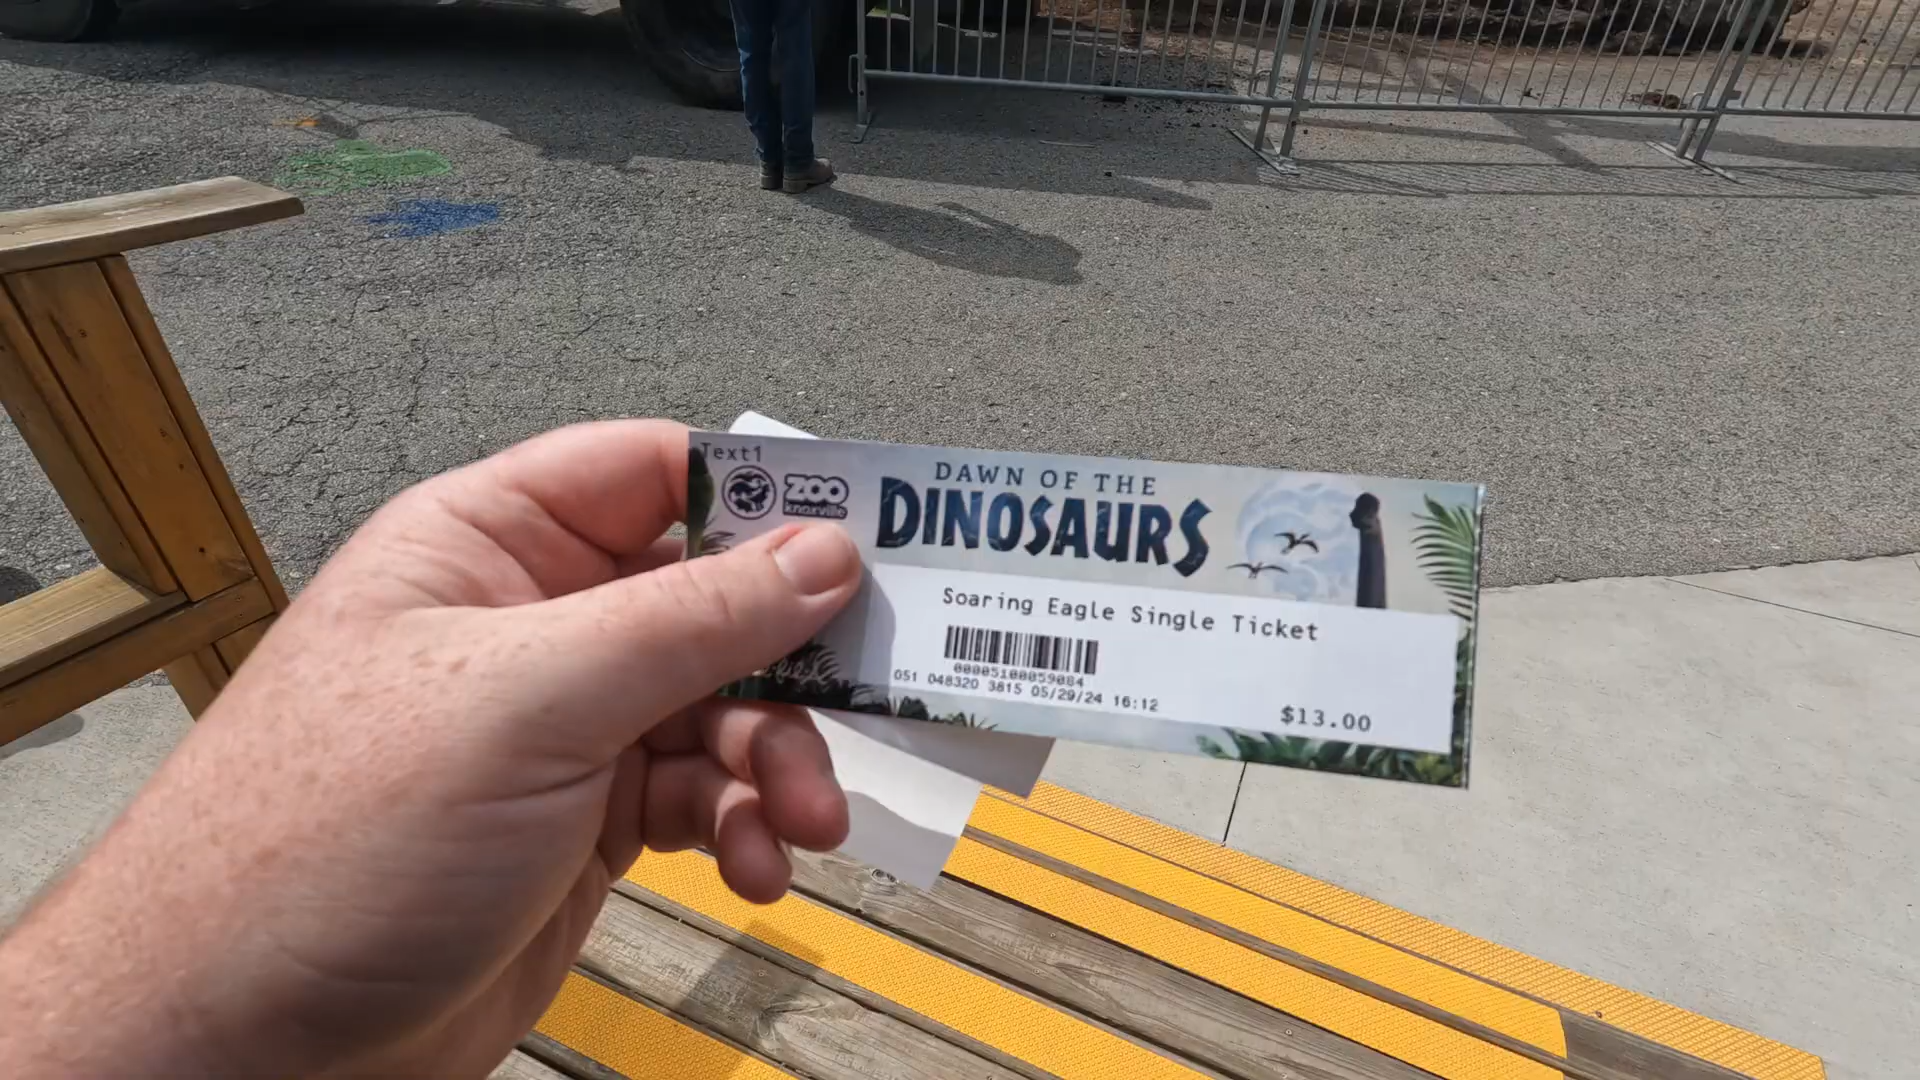 Text1
ZOO
knoxville
DAWN OF THE
DINOSAURS
Soaring Eagle Single Ticket
00005100059084
051 048320 3815 05/29/24 16:12
$13.00